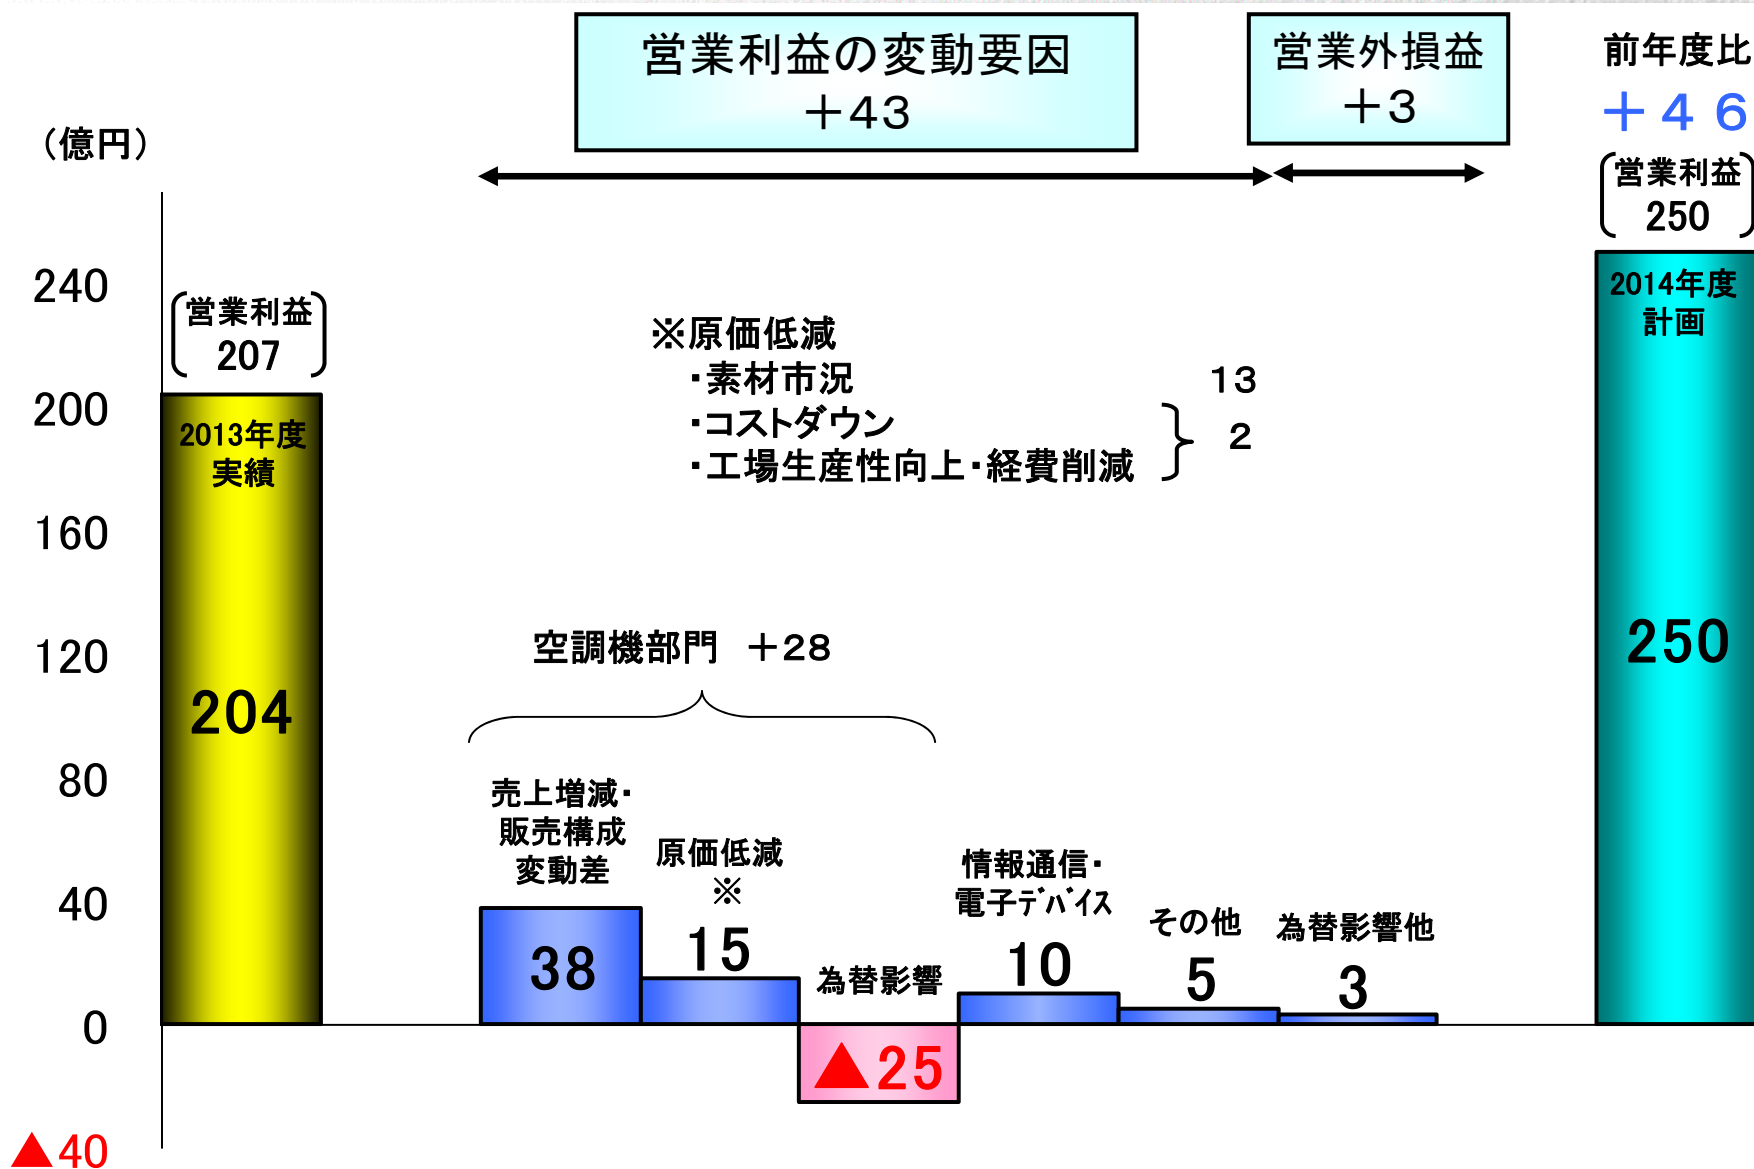 営業利益の変動要因
＋43
営業外損益
＋3
前年度比
＋４６
（億円）
営業利益
250
240
200
160
120
80
40
0
▲40
営業利益
207
2013年度
実績
204
※原価低減
・素材市況 13
・コストダウン
・工場生産性向上・経費削減
2
空調機部門 ＋28
売上増減・
販売構成
変動差
38
原価低減
※
15
為替影響
▲25
情報通信・
電子ﾃﾞﾊﾞｲｽ
10
その他
5
為替影響他
3
2014年度
計画
250